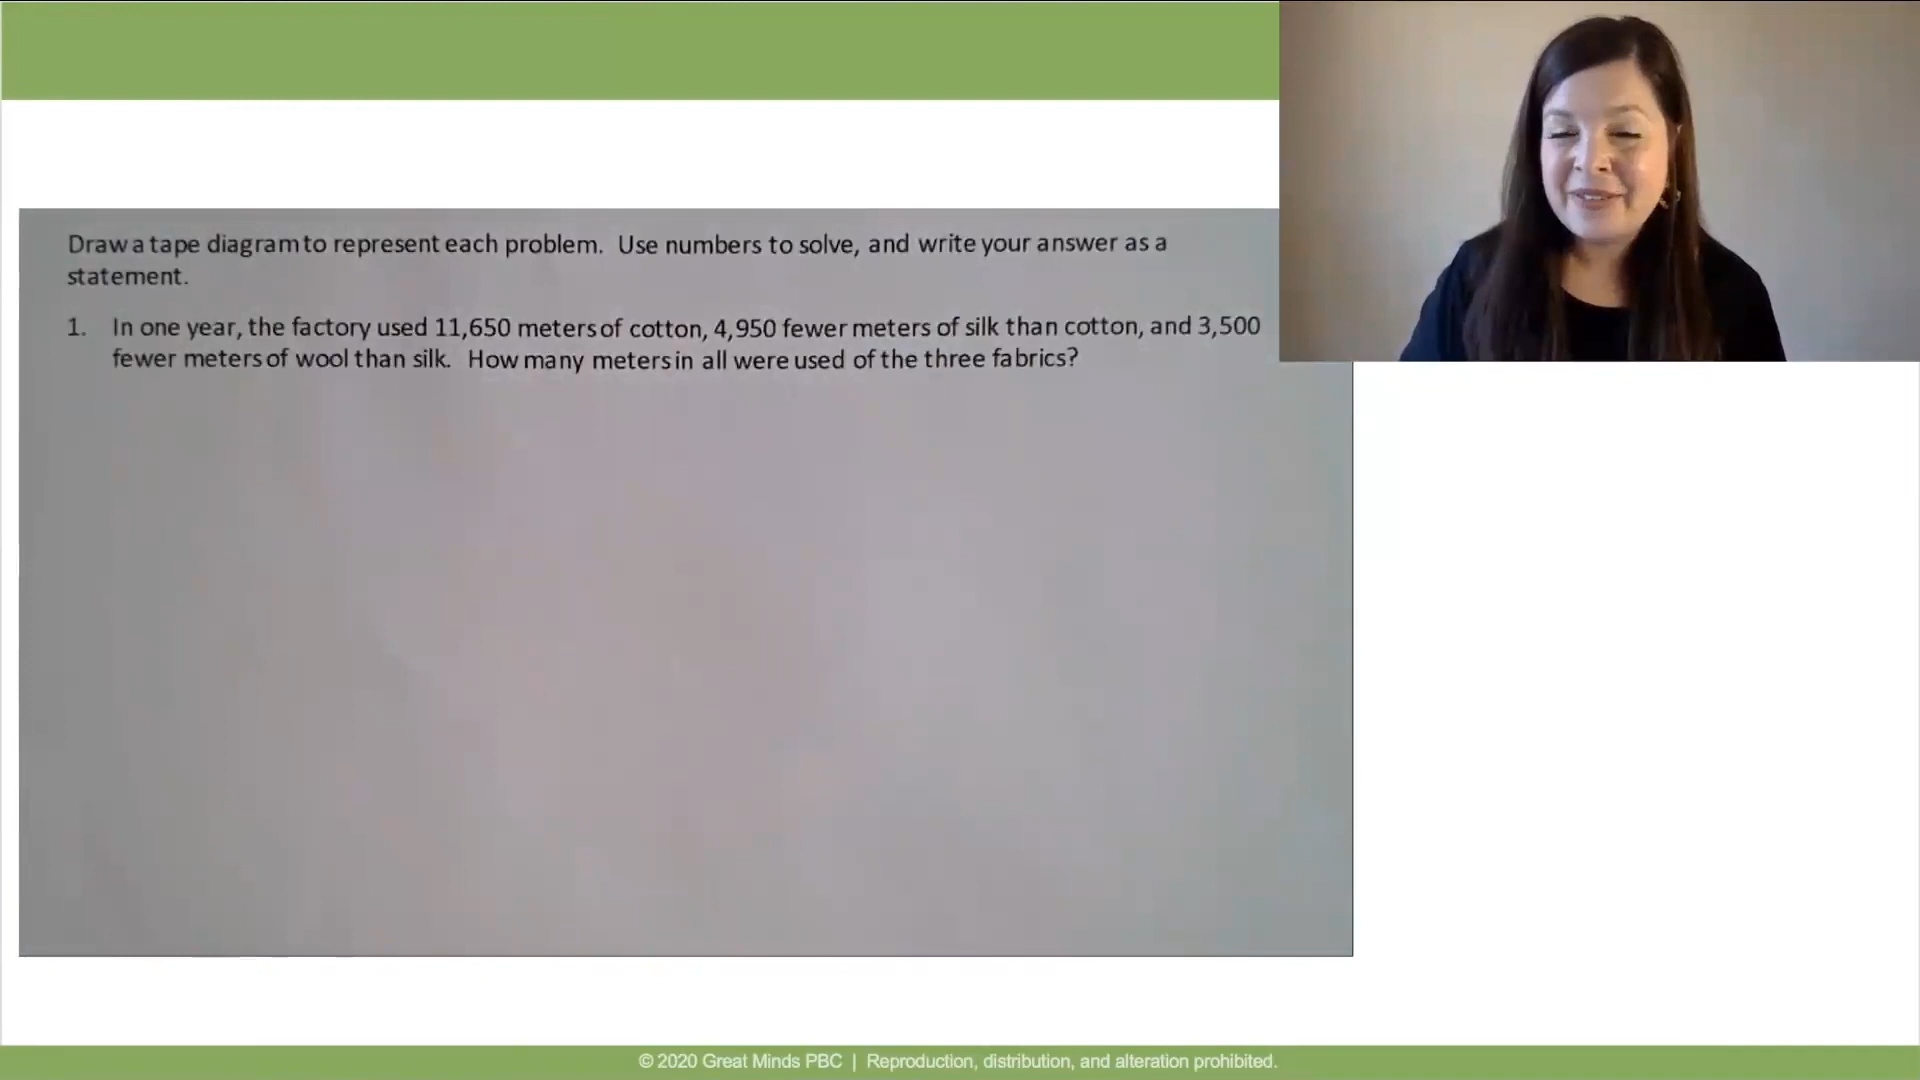 Draw a tape diagram to represent each problem. Use numbers to solve, and write your answer as a
statement.
1. In one year, the factory used 11,650 meters of cotton, 4,950 fewer meters of silk than cotton, and 3,500
fewer meters of wool than silk. How many meters in all were used of the three fabrics?
© 2020 Great Minds PBC | Reproduction, distribution, and alteration prohibited.